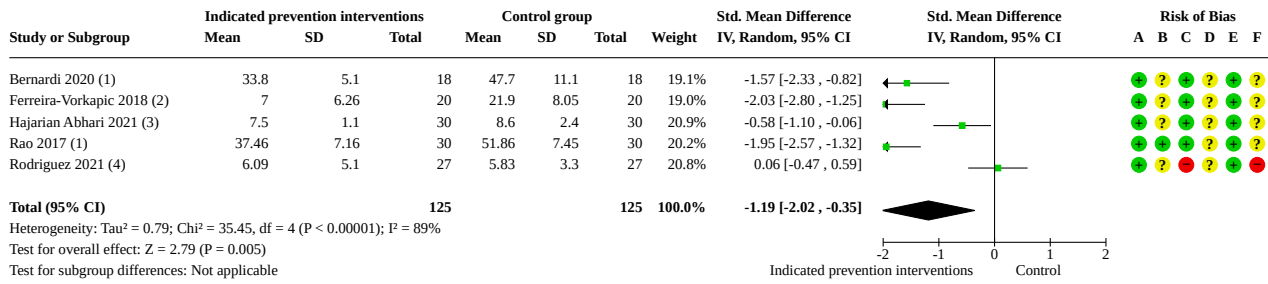 Indicated prevention interventions Control group Std. Mean Difference Std. Mean Difference Risk of Bias
Study or Subgroup Mean SD Total Mean SD Total Weight IV, Random, 95% CI IV, Random, 95% CI A B C D E F
Bernardi 2020 (1) 33.8 5.1 18 47.7 11.1 18 19.1% -1.57 [-2.33 , -0.82] + ? + ? + ?
Ferreira-Vorkapic 2018 (2) 7 6.26 20 21.9 8.05 20 19.0% -2.03 [-2.80 , -1.25] + ? + ? + ?
Hajarian Abhari 2021 (3) 7.5 1.1 30 8.6 2.4 30 20.9% -0.58 [-1.10 , -0.06] + ? + ? + ?
Rao 2017 (1) 37.46 7.16 30 51.86 7.45 30 20.2% -1.95 [-2.57 , -1.32] + + + ? + ?
Rodriguez 2021 (4) 6.09 5.1 27 5.83 3.3 27 20.8% 0.06 [-0.47 , 0.59] + ? − ? + −
Total (95% CI) 125 125 100.0% -1.19 [-2.02 , -0.35]
Heterogeneity: Tau² = 0.79; Chi² = 35.45, df = 4 (P < 0.00001); I² = 89%
Test for overall effect: Z = 2.79 (P = 0.005) -2 -1 0 1 2
Test for subgroup differences: Not applicable Indicated prevention interventions Control